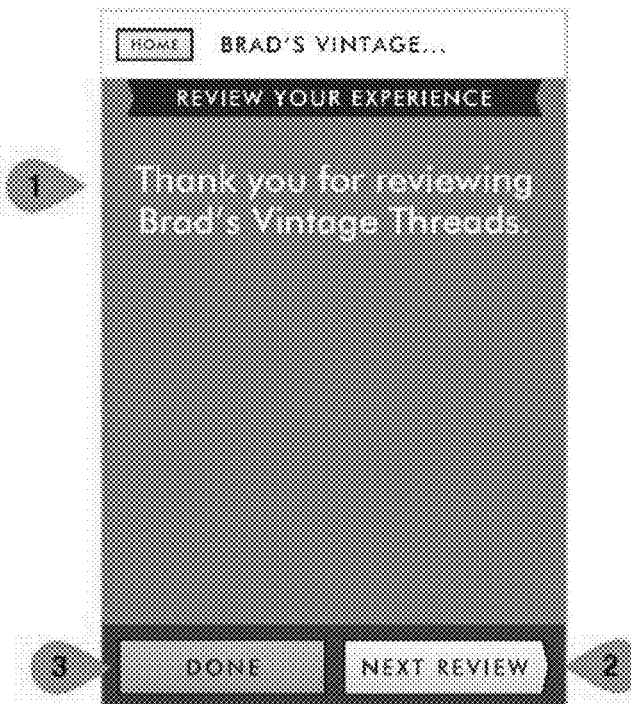 HOME BRAD'S VINTAGE...
REVIEW YOUR EXPERIENCE
1
Thank you for reviewing
Brad's Vintage Threads.
3 DONE NEXT REVIEW 2